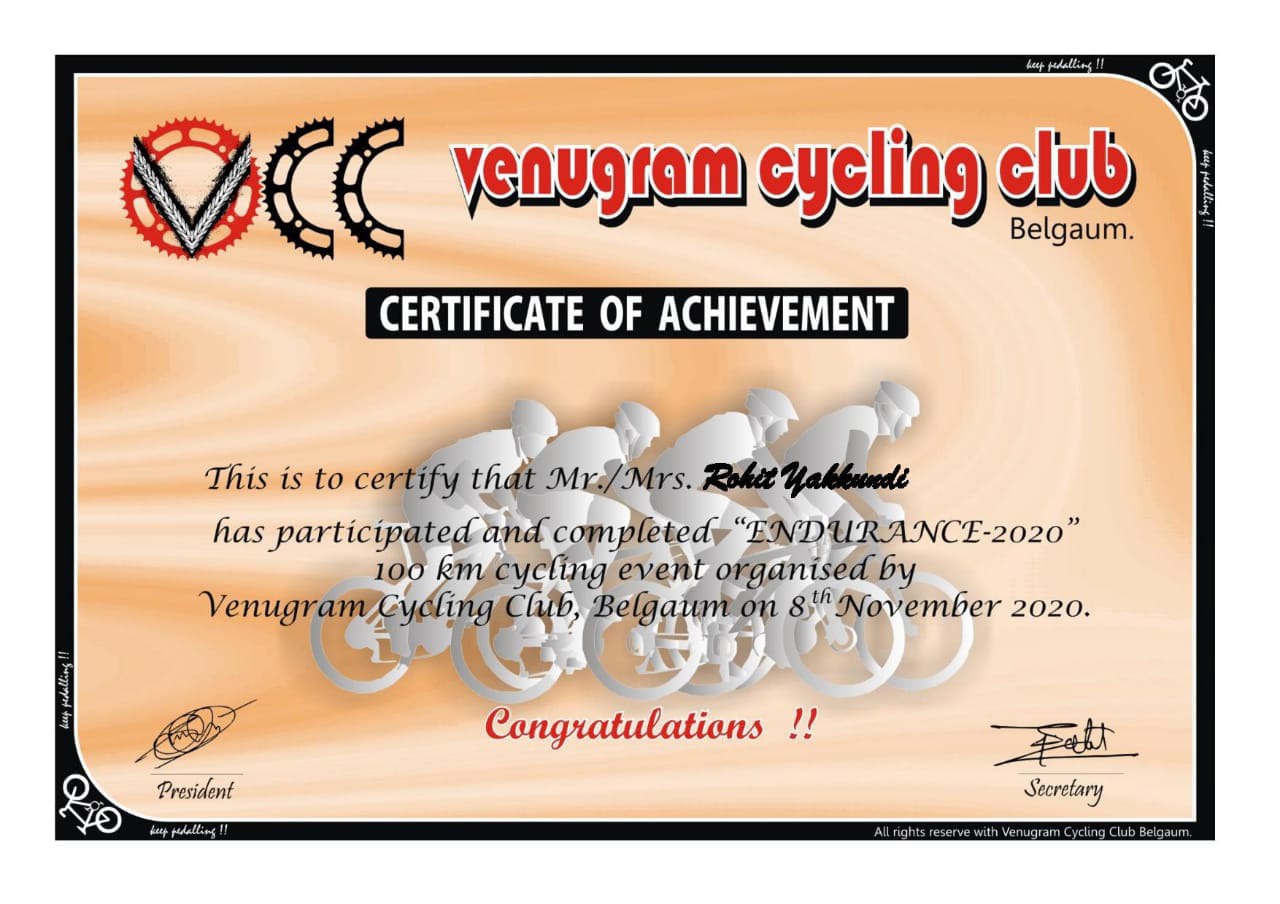 keep pedalling !!
VCC
venugram cycling club
Belgaum.
keep pedalling !!
CERTIFICATE OF ACHIEVEMENT
This is to certify that Mr./Mrs. Rohit Yakkundi
has participated and completed “ENDURANCE-2020”
100 km cycling event organised by
Venugram Cycling Club, Belgaum on 8th November 2020.
keep pedalling !!
Congratulations !!
President
Secretary
keep pedalling !!
All rights reserve with Venugram Cycling Club Belgaum.